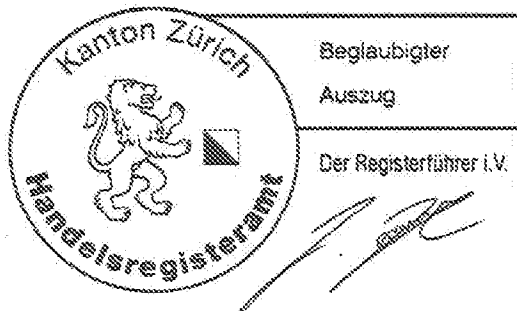 Kanton Zürich
Handelsregisteramt
Beglaubigter
Auszug
Der Registerführer i.V.